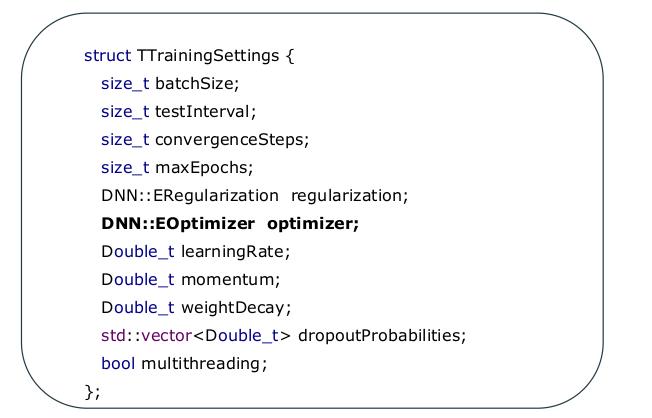 struct TTrainingSettings {
size_t batchSize;
size_t testInterval;
size_t convergenceSteps;
size_t maxEpochs;
DNN::ERegularization regularization;
DNN::EOptimizer optimizer;
Double_t learningRate;
Double_t momentum;
Double_t weightDecay;
std::vector<Double_t> dropoutProbabilities;
bool multithreading;
};